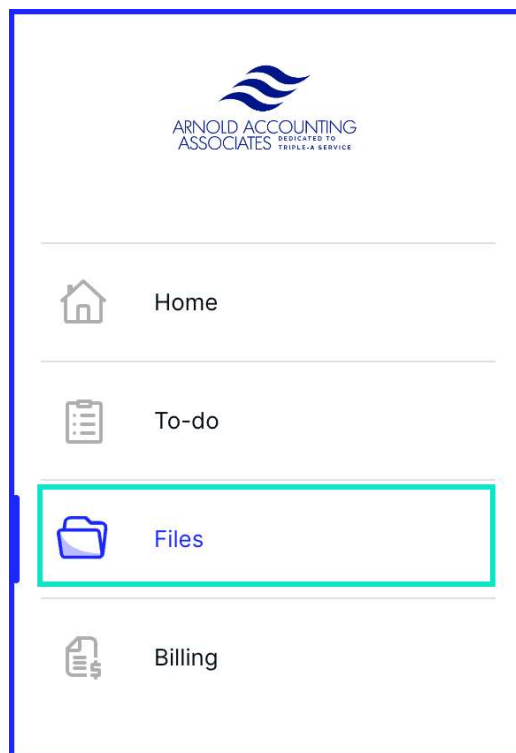 ARNOLD ACCOUNTING
ASSOCIATES DEDICATED TO
TRIPLE-A SERVICE
Home
To-do
Files
Billing